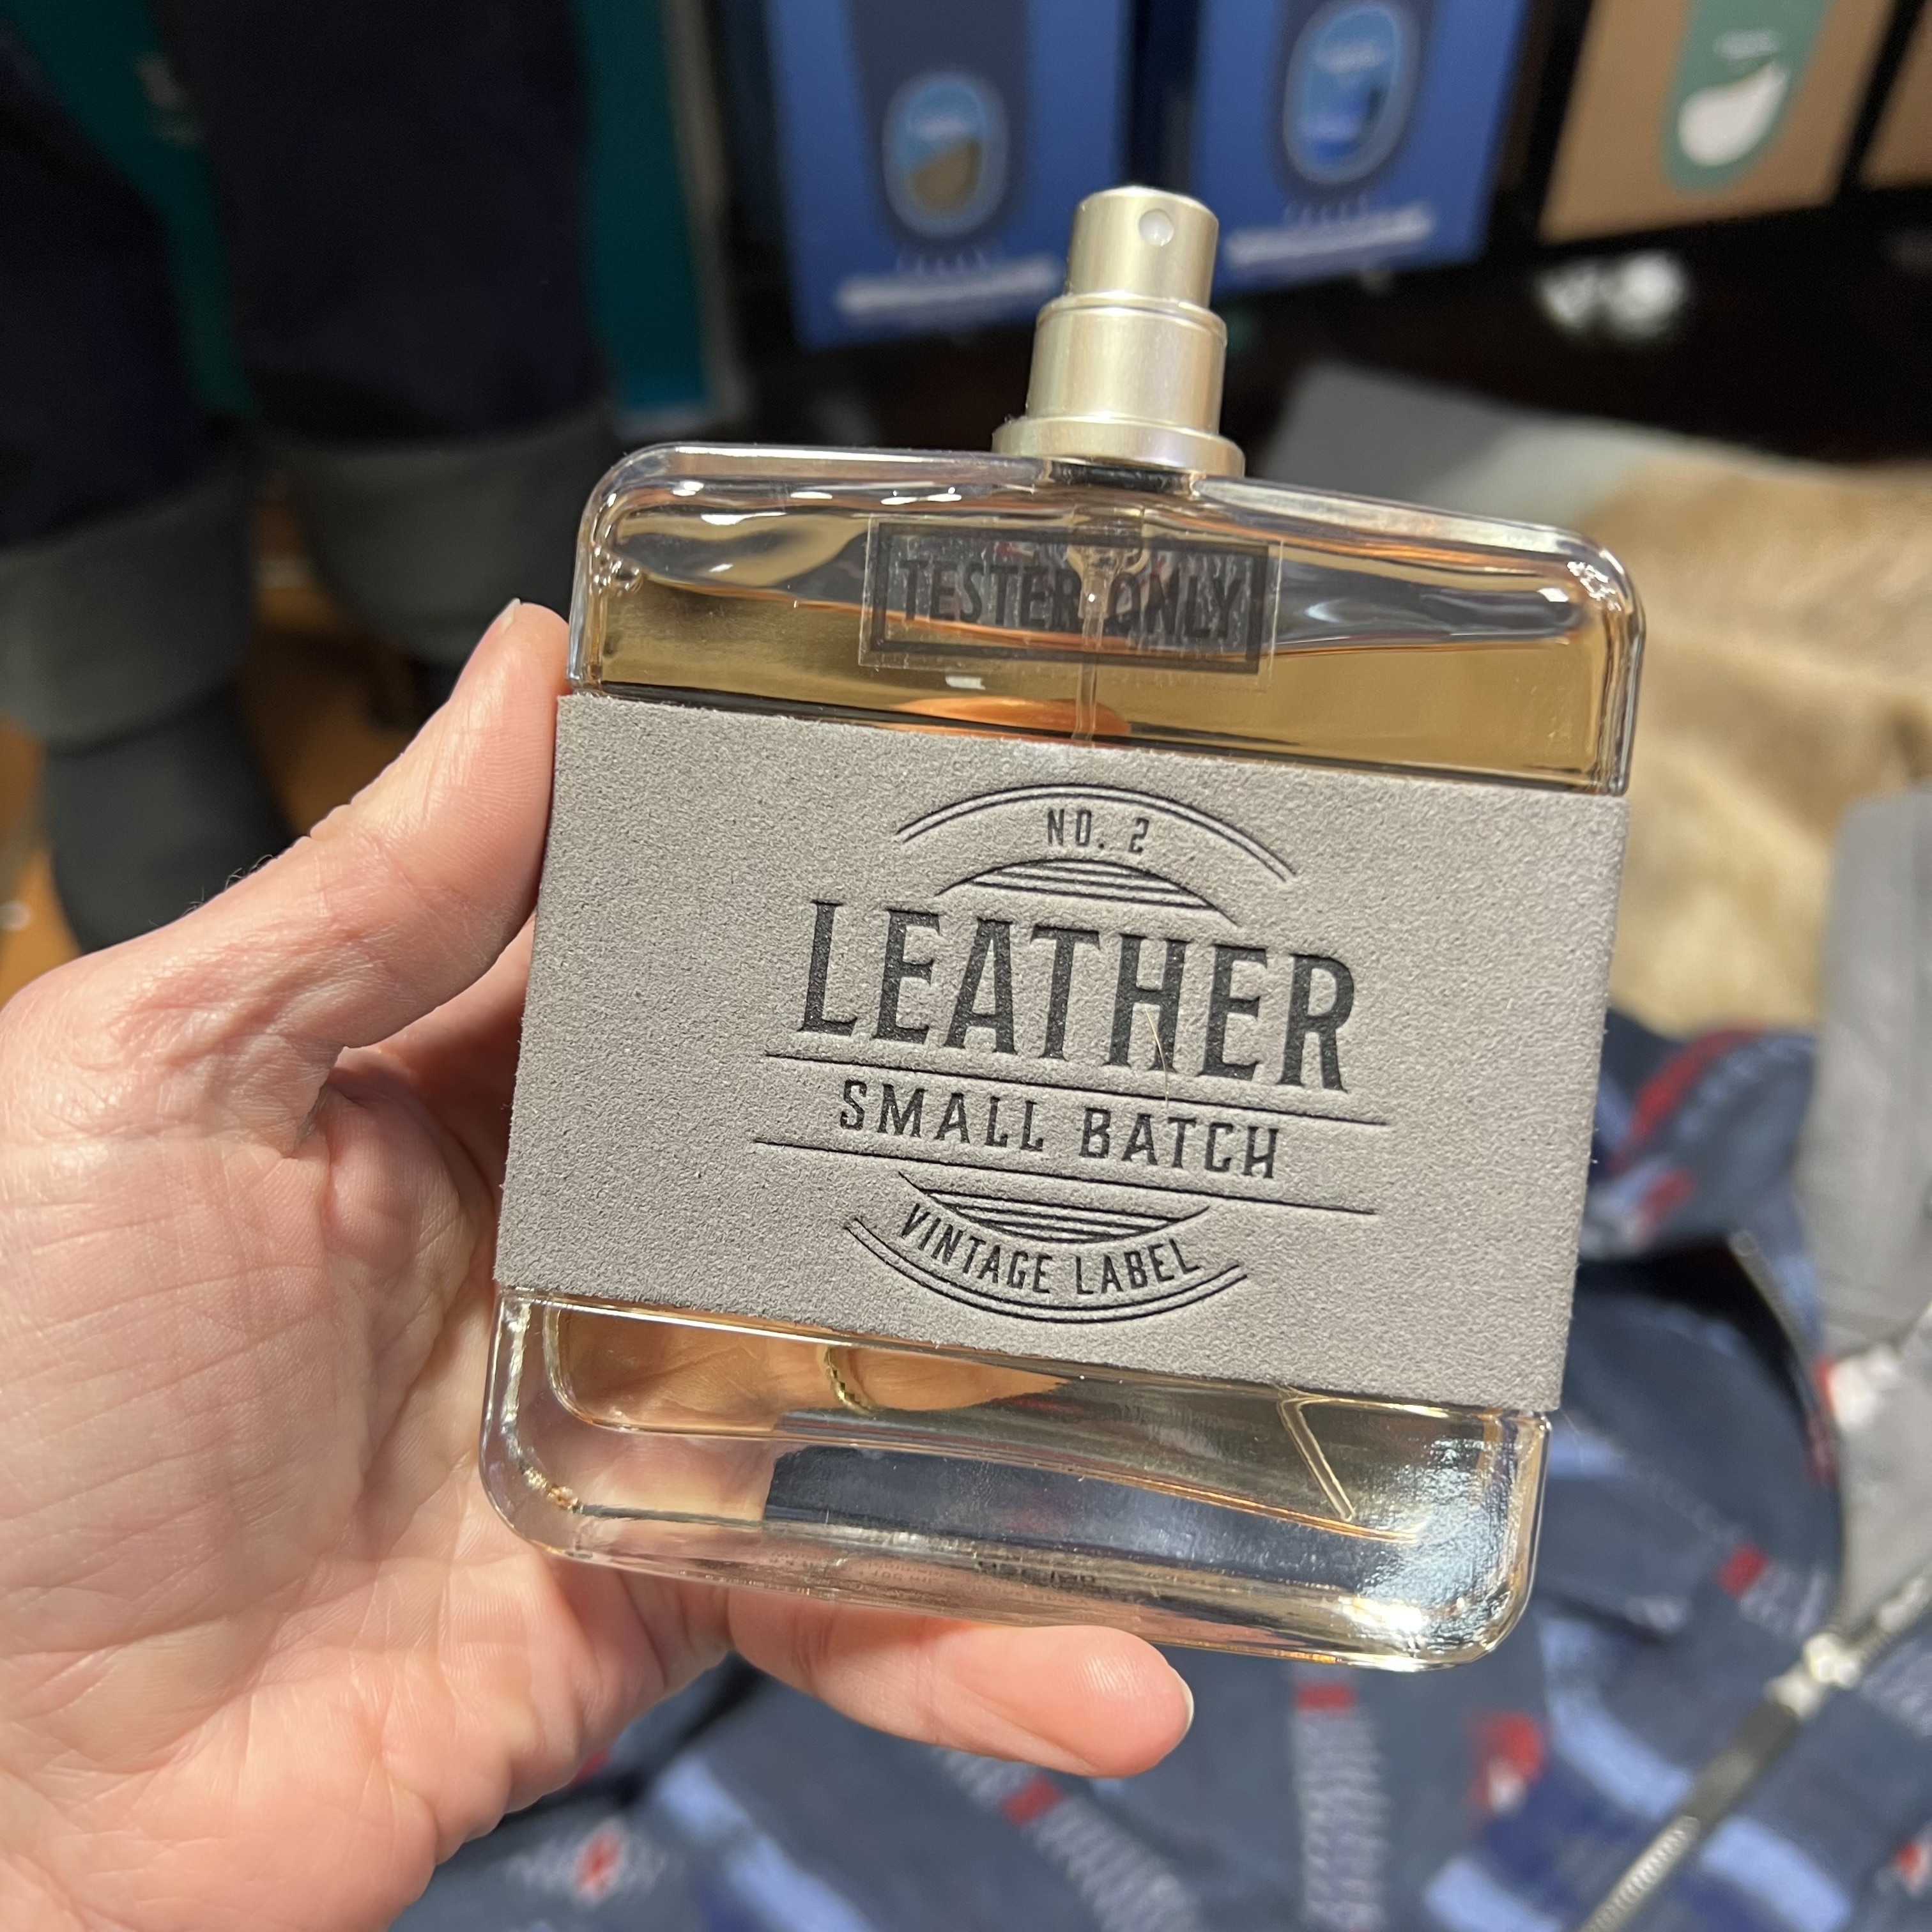 TESTER ONLY
NO. 2
LEATHER
SMALL BATCH
VINTAGE LABEL